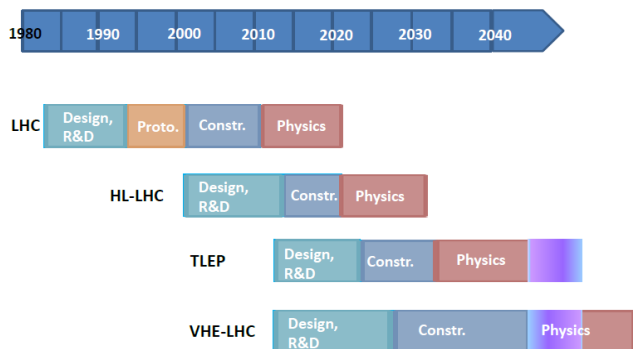 1980 1990 2000 2010 2020 2030 2040
LHC Design, Proto. Constr. Physics
R&D
HL-LHC Design, Constr. Physics
R&D
TLEP Design, Constr. Physics
R&D
VHE-LHC Design, Constr. Physics
R&D